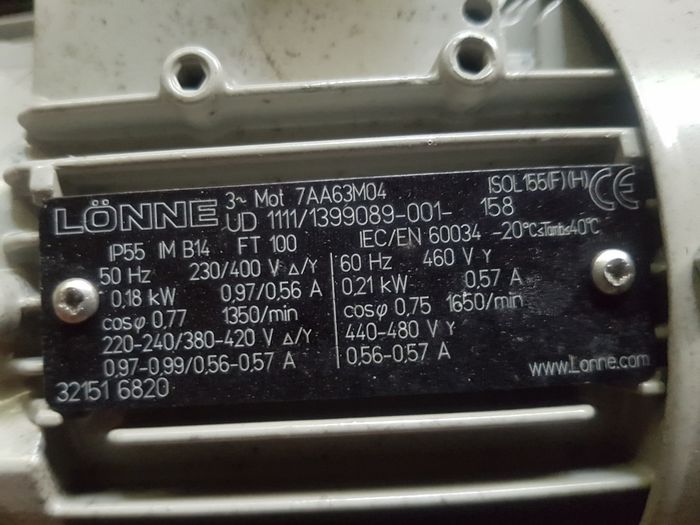 LÖNNE
3~ Mot 7AA63M04
ISOL155(F)(H)
CE
UD 1111/1399089-001-158
IP55 IM B14 FT 100 IEC/EN 60034 -20°C≤Tamb≤40°C
50 Hz 230/400 V Δ/Y
0,18 kW 0,97/0,56 A
cosφ 0,77 1350/min
220-240/380-420 V Δ/Y
0,97-0,99/0,56-0,57 A
60 Hz 460 V Y
0,21 kW 0,57 A
cosφ 0,75 1650/min
440-480 V Y
0,56-0,57 A
32151 6820
www.Lonne.com